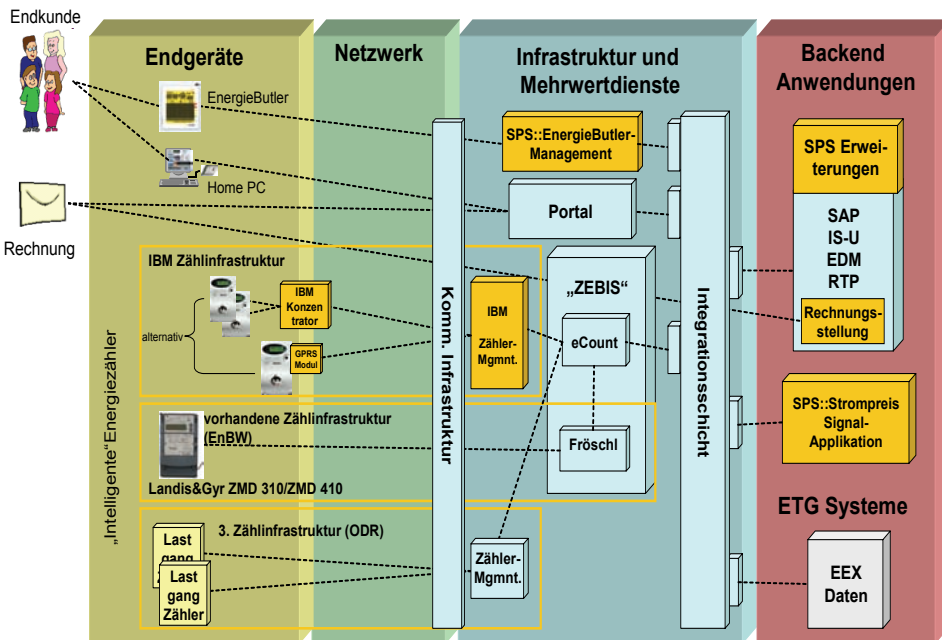 Endkunde
Endgeräte
Netzwerk
Infrastruktur und
Mehrwertdienste
Backend
Anwendungen
EnergieButler
Home PC
Rechnung
SPS::EnergieButler-
Management
Portal
SPS Erwei-
terungen
SAP
IS-U
EDM
RTP
Rechnungs-
stellung
IBM Zählinfrastruktur
IBM
Konzen
trator
alternativ
GPRS
Modul
Komm. Infrastruktur
IBM
Zähler-
Mgmnt.
„ZEBIS“
eCount
Fröschl
Integrationsschicht
„Intelligente“ Energiezähler
vorhandene Zählinfrastruktur
(EnBW)
Landis&Gyr ZMD 310/ZMD 410
SPS::Strompreis
Signal-
Applikation
3. Zählinfrastruktur (ODR)
Last
gang
Last
gang
Zähler
Zähler-
Mgmnt.
ETG Systeme
EEX
Daten